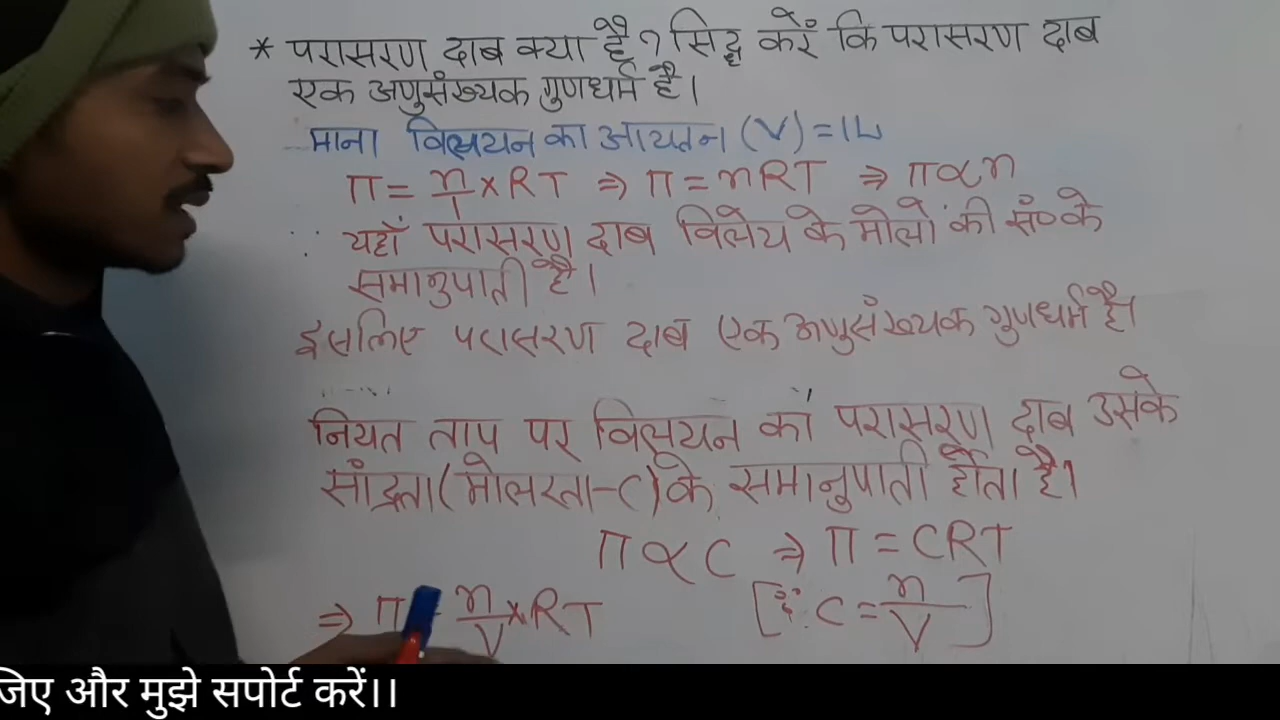 * परासरण दाब क्या है? सिद्ध करें कि परासरण दाब
एक अणुसंख्यक गुणधर्म है।
माना विलयन का आयतन (V) = 1L
π = n/1 × RT ⇒ π = nRT ⇒ π ∝ n
∵ यहाँ परासरण दाब विलेय के मोलों की सं० के
समानुपाती है।
इसलिए परासरण दाब एक अणुसंख्यक गुणधर्म है।
नियत ताप पर विलयन का परासरण दाब उसके
सांद्रता (मोलरता-C) के समानुपाती होता है।
π ∝ C ⇒ π = CRT
⇒ π = n/V × RT [∵ C = n/V]
जिए और मुझे सपोर्ट करें।।